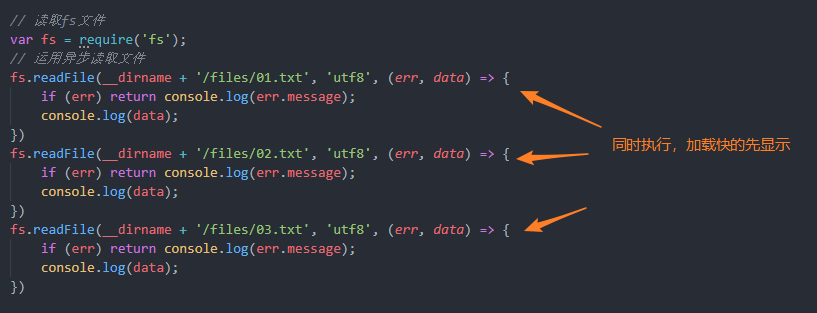 // 读取fs文件
var fs = require('fs');
// 运用异步读取文件
fs.readFile(__dirname + '/files/01.txt', 'utf8', (err, data) => {
    if (err) return console.log(err.message);
    console.log(data);
})
fs.readFile(__dirname + '/files/02.txt', 'utf8', (err, data) => {
    if (err) return console.log(err.message);
    console.log(data);
})
fs.readFile(__dirname + '/files/03.txt', 'utf8', (err, data) => {
    if (err) return console.log(err.message);
    console.log(data);
})
同时执行，加载快的先显示